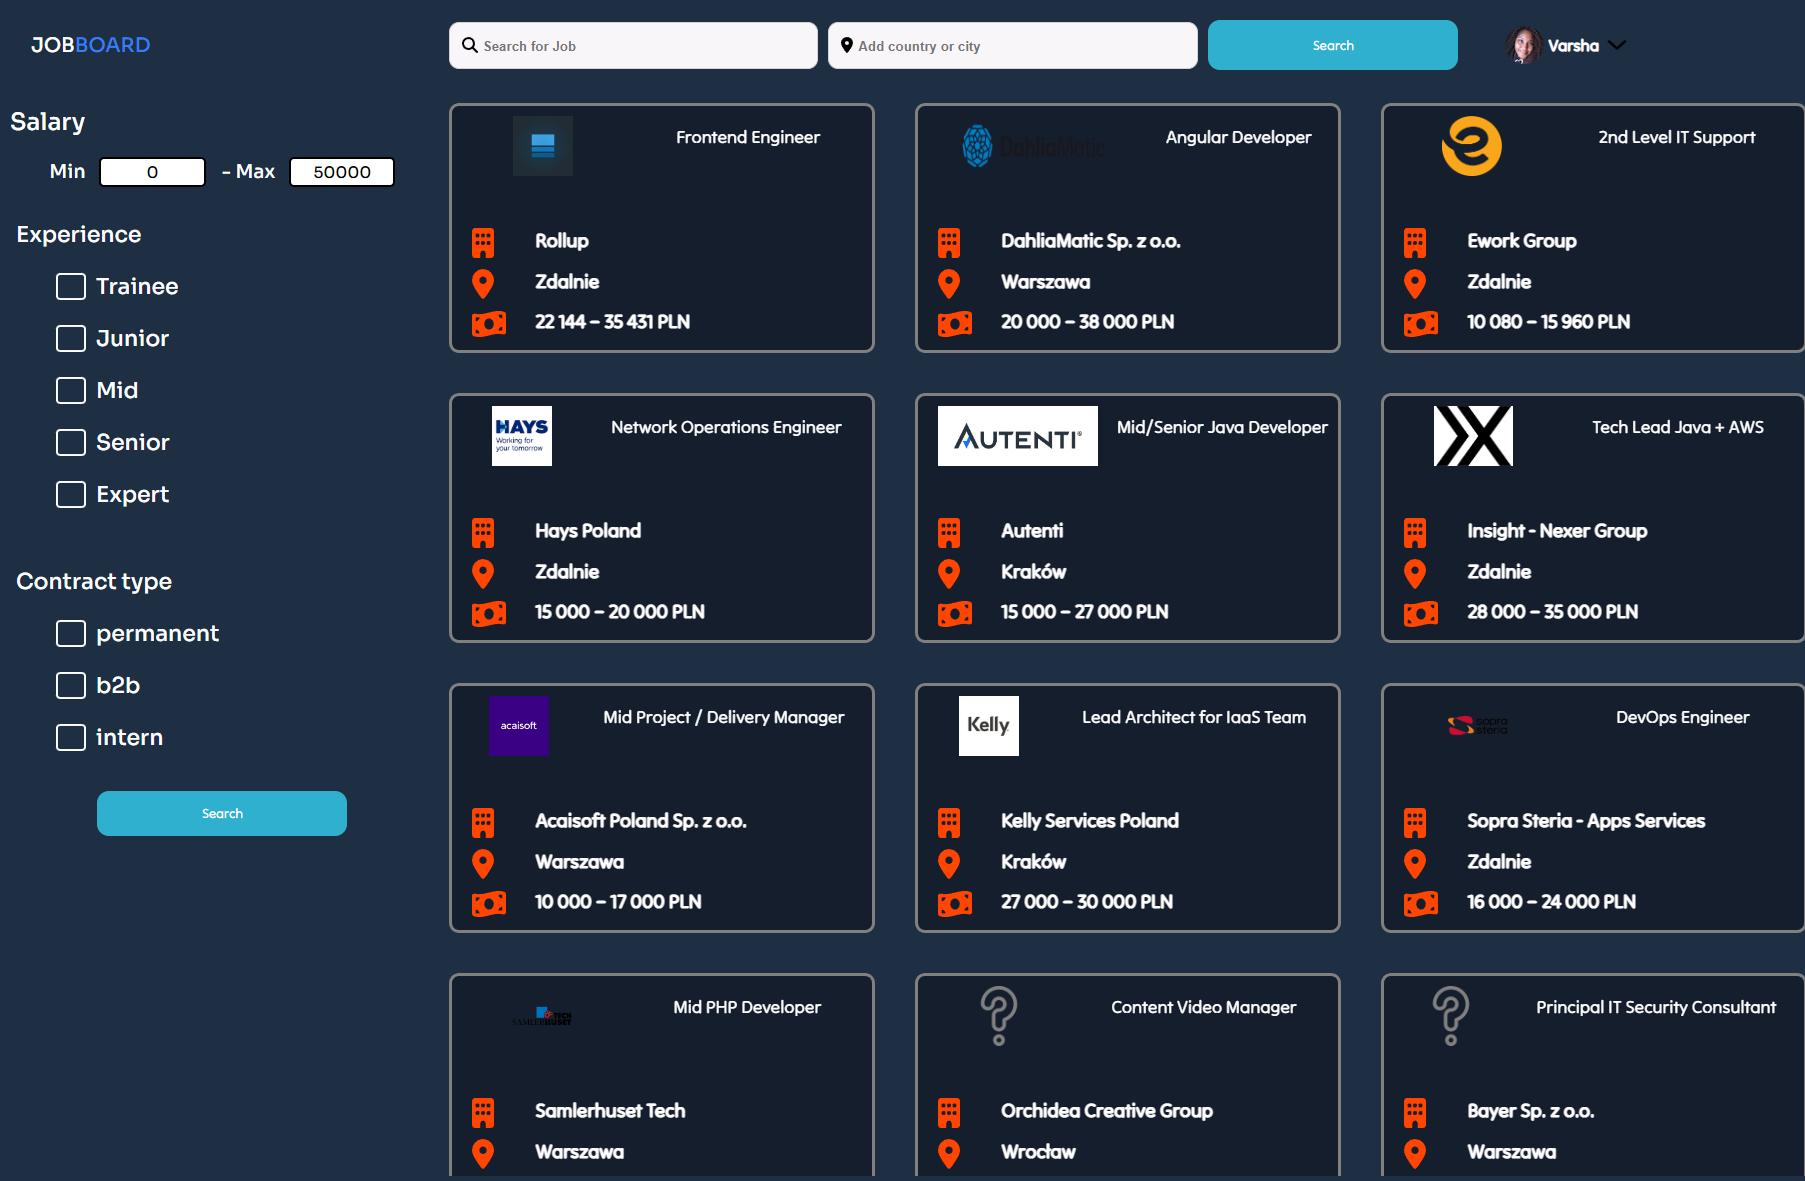 JOBBOARD
Search for Job
Add country or city
Search
Varsha
Salary
Min 0 - Max 50000
Experience
Trainee
Junior
Mid
Senior
Expert
Contract type
permanent
b2b
intern
Search
Frontend Engineer
Rollup
Zdalnie
22 144 – 35 431 PLN
DahliaMatic
Angular Developer
DahliaMatic Sp. z o.o.
Warszawa
20 000 – 38 000 PLN
2nd Level IT Support
Ework Group
Zdalnie
10 080 – 15 960 PLN
HAYS
Working for
your tomorrow
Network Operations Engineer
Hays Poland
Zdalnie
15 000 – 20 000 PLN
AUTENTI®
Mid/Senior Java Developer
Autenti
Kraków
15 000 – 27 000 PLN
Tech Lead Java + AWS
Insight - Nexer Group
Zdalnie
28 000 – 35 000 PLN
acaisoft
Mid Project / Delivery Manager
Acaisoft Poland Sp. z o.o.
Warszawa
10 000 – 17 000 PLN
Kelly
Lead Architect for IaaS Team
Kelly Services Poland
Kraków
27 000 – 30 000 PLN
sopra
steria
DevOps Engineer
Sopra Steria - Apps Services
Zdalnie
16 000 – 24 000 PLN
TECH
SAMLERHUSET
Mid PHP Developer
Samlerhuset Tech
Warszawa
Content Video Manager
Orchidea Creative Group
Wrocław
Principal IT Security Consultant
Bayer Sp. z o.o.
Warszawa